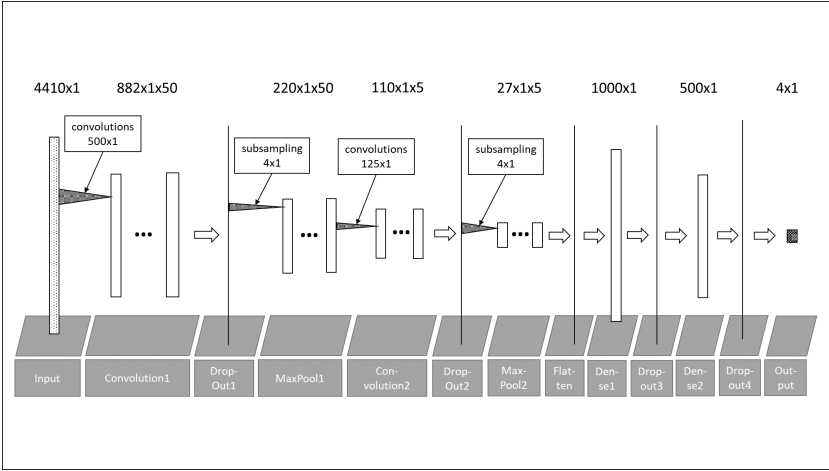 4410x1 882x1x50 220x1x50 110x1x5 27x1x5 1000x1 500x1 4x1
convolutions
500x1
subsampling
4x1
convolutions
125x1
subsampling
4x1
Input
Convolution1
Drop-
Out1
MaxPool1
Con-
volution2
Drop-
Out2
Max-
Pool2
Flat-
ten
Den-
se1
Drop-
out3
Den-
se2
Drop-
out4
Out-
put